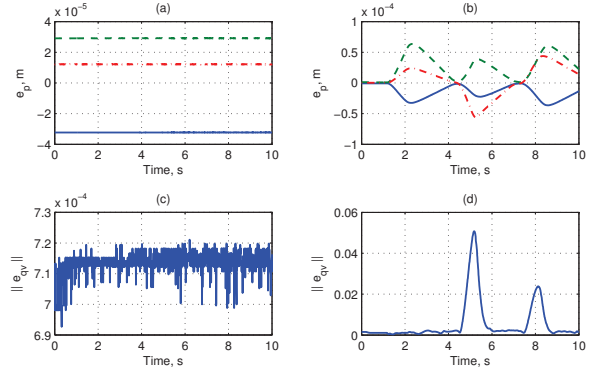 (a)
x 10⁻⁵
4
2
0
−2
−4
e_p, m
0 2 4 6 8 10
Time, s
(b)
x 10⁻⁴
1
0.5
0
−0.5
−1
e_p, m
0 2 4 6 8 10
Time, s
(c)
x 10⁻⁴
7.3
7.2
7.1
7
6.9
|| e_qv ||
0 2 4 6 8 10
Time, s
(d)
0.06
0.04
0.02
0
|| e_qv ||
0 2 4 6 8 10
Time, s